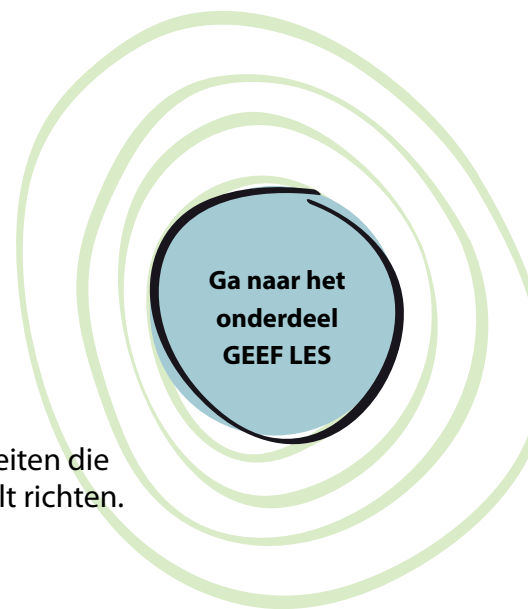 Ga naar het
onderdeel
GEEF LES
eiten die
lt richten.